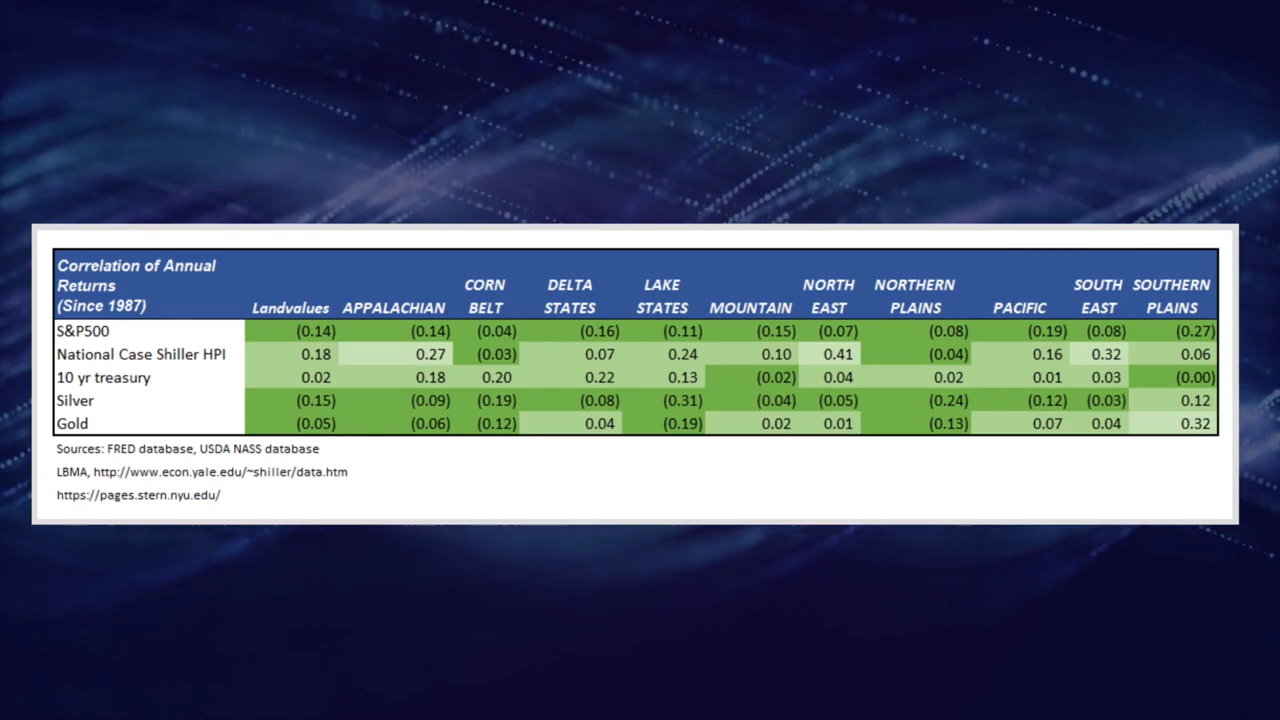 Correlation of Annual
Returns
(Since 1987) Landvalues APPALACHIAN CORN BELT DELTA STATES LAKE STATES MOUNTAIN NORTH EAST NORTHERN PLAINS PACIFIC SOUTH EAST SOUTHERN PLAINS
S&P500 (0.14) (0.14) (0.04) (0.16) (0.11) (0.15) (0.07) (0.08) (0.19) (0.08) (0.27)
National Case Shiller HPI 0.18 0.27 (0.03) 0.07 0.24 0.10 0.41 (0.04) 0.16 0.32 0.06
10 yr treasury 0.02 0.18 0.20 0.22 0.13 (0.02) 0.04 0.02 0.01 0.03 (0.00)
Silver (0.15) (0.09) (0.19) (0.08) (0.31) (0.04) (0.05) (0.24) (0.12) (0.03) 0.12
Gold (0.05) (0.06) (0.12) 0.04 (0.19) 0.02 0.01 (0.13) 0.07 0.04 0.32
Sources: FRED database, USDA NASS database
LBMA, http://www.econ.yale.edu/~shiller/data.htm
https://pages.stern.nyu.edu/